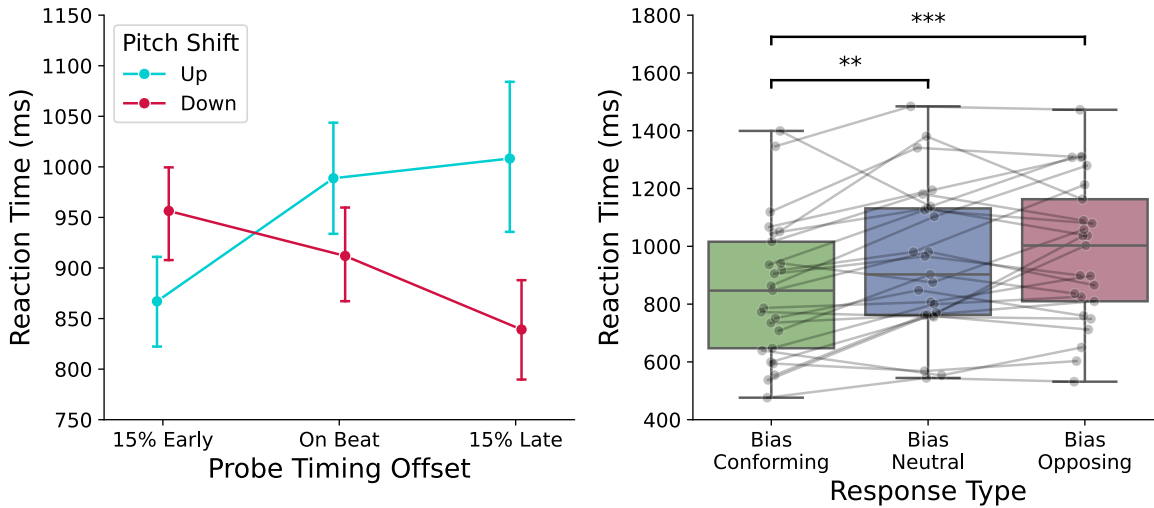 1150
1100
1050
1000
950
900
850
800
750
Reaction Time (ms)
Pitch Shift
Up
Down
15% Early
On Beat
15% Late
Probe Timing Offset
1800
1600
1400
1200
1000
800
600
400
Reaction Time (ms)
***
**
Bias
Conforming
Bias
Neutral
Bias
Opposing
Response Type